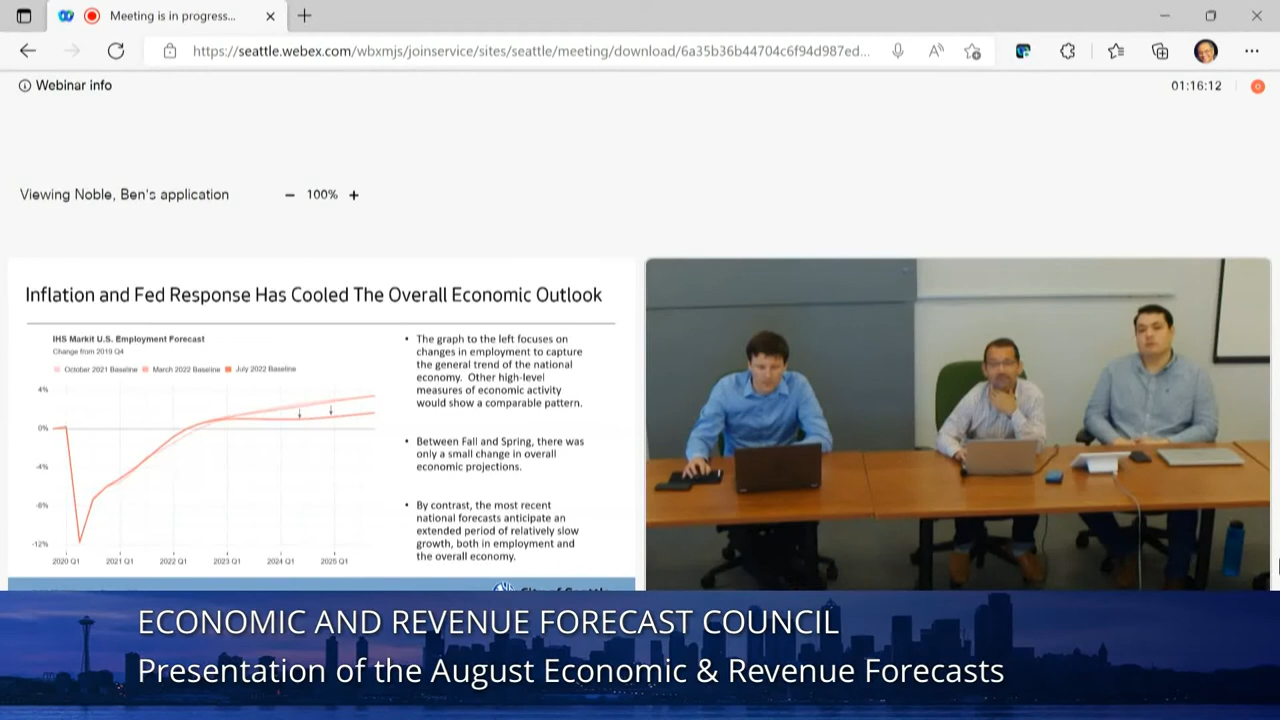 Meeting is in progress...
https://seattle.webex.com/wbxmjs/joinservice/sites/seattle/meeting/download/6a35b36b44704c6f94d987ed...
Webinar info
01:16:12
Viewing Noble, Ben's application
− 100% +
Inflation and Fed Response Has Cooled The Overall Economic Outlook
IHS Markit U.S. Employment Forecast
Change from 2019 Q4
October 2021 Baseline March 2022 Baseline July 2022 Baseline
4%
0%
-4%
-8%
-12%
2020 Q1 2021 Q1 2022 Q1 2023 Q1 2024 Q1 2025 Q1
• The graph to the left focuses on
changes in employment to capture
the general trend of the national
economy. Other high-level
measures of economic activity
would show a comparable pattern.
• Between Fall and Spring, there was
only a small change in overall
economic projections.
• By contrast, the most recent
national forecasts anticipate an
extended period of relatively slow
growth, both in employment and
the overall economy.
ECONOMIC AND REVENUE FORECAST COUNCIL
Presentation of the August Economic & Revenue Forecasts